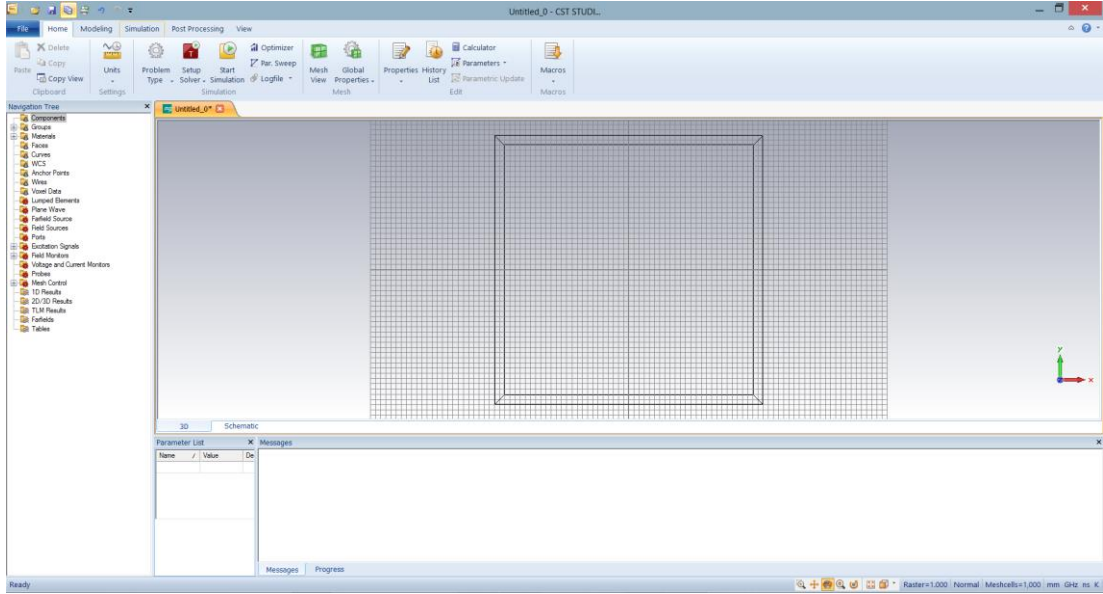 Untitled_0 - CST STUDI...
File Home Modeling Simulation Post Processing View
Paste
Delete
Copy
Copy View
Clipboard
Units
Settings
Problem Type
Setup Solver
Start Simulation
Optimizer
Par. Sweep
Logfile
Simulation
Mesh View
Global Properties
Mesh
Properties
History List
Calculator
Parameters
Parametric Update
Edit
Macros
Macros
Navigation Tree
Components
Groups
Materials
Faces
Curves
WCS
Anchor Points
Wires
Voxel Data
Lumped Elements
Plane Wave
Farfield Source
Field Sources
Ports
Excitation Signals
Field Monitors
Voltage and Current Monitors
Probes
Mesh Control
1D Results
2D/3D Results
TLM Results
Farfields
Tables
Untitled_0*
y
x
3D Schematic
Parameter List
Name / Value De
Messages
Messages Progress
Ready
Raster=1.000 Normal Meshcells=1,000 mm GHz ns K